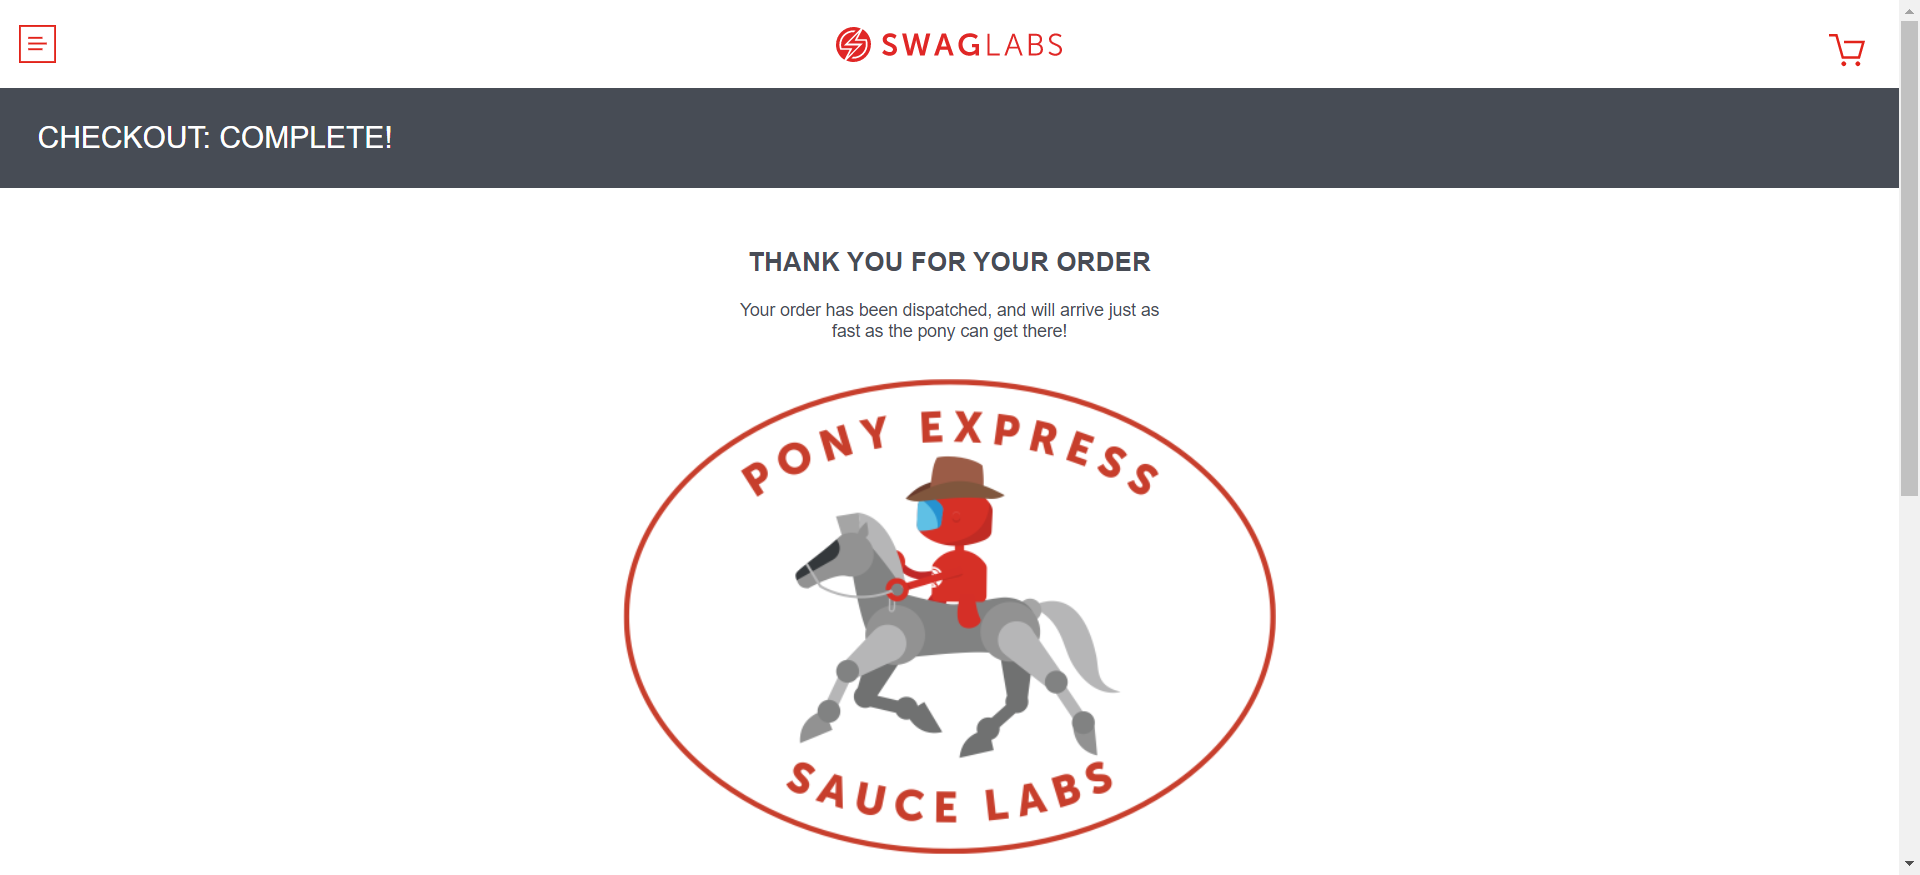 SWAGLABS
CHECKOUT: COMPLETE!
THANK YOU FOR YOUR ORDER
Your order has been dispatched, and will arrive just as
fast as the pony can get there!
PONY EXPRESS
SAUCE LABS